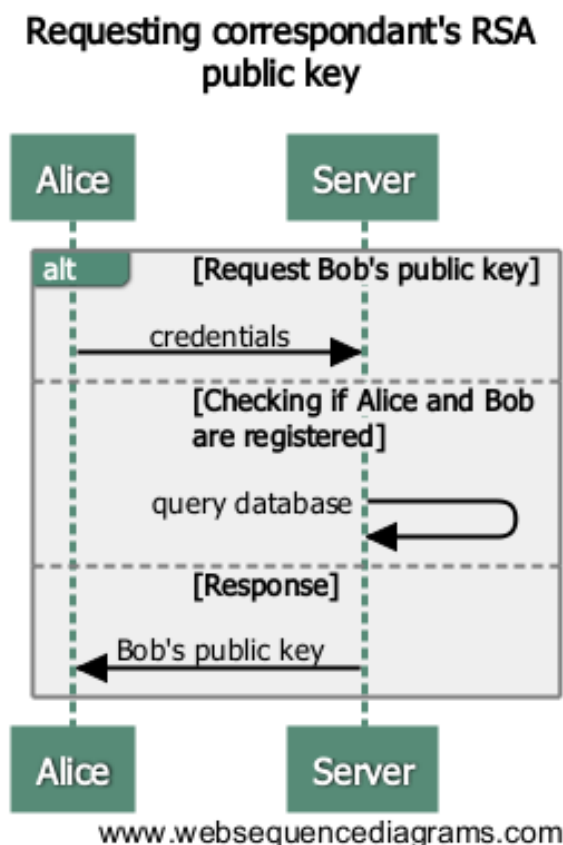 Requesting correspondant's RSA
public key
Alice
Server
alt
[Request Bob's public key]
credentials
[Checking if Alice and Bob
are registered]
query database
[Response]
Bob's public key
Alice
Server
www.websequencediagrams.com